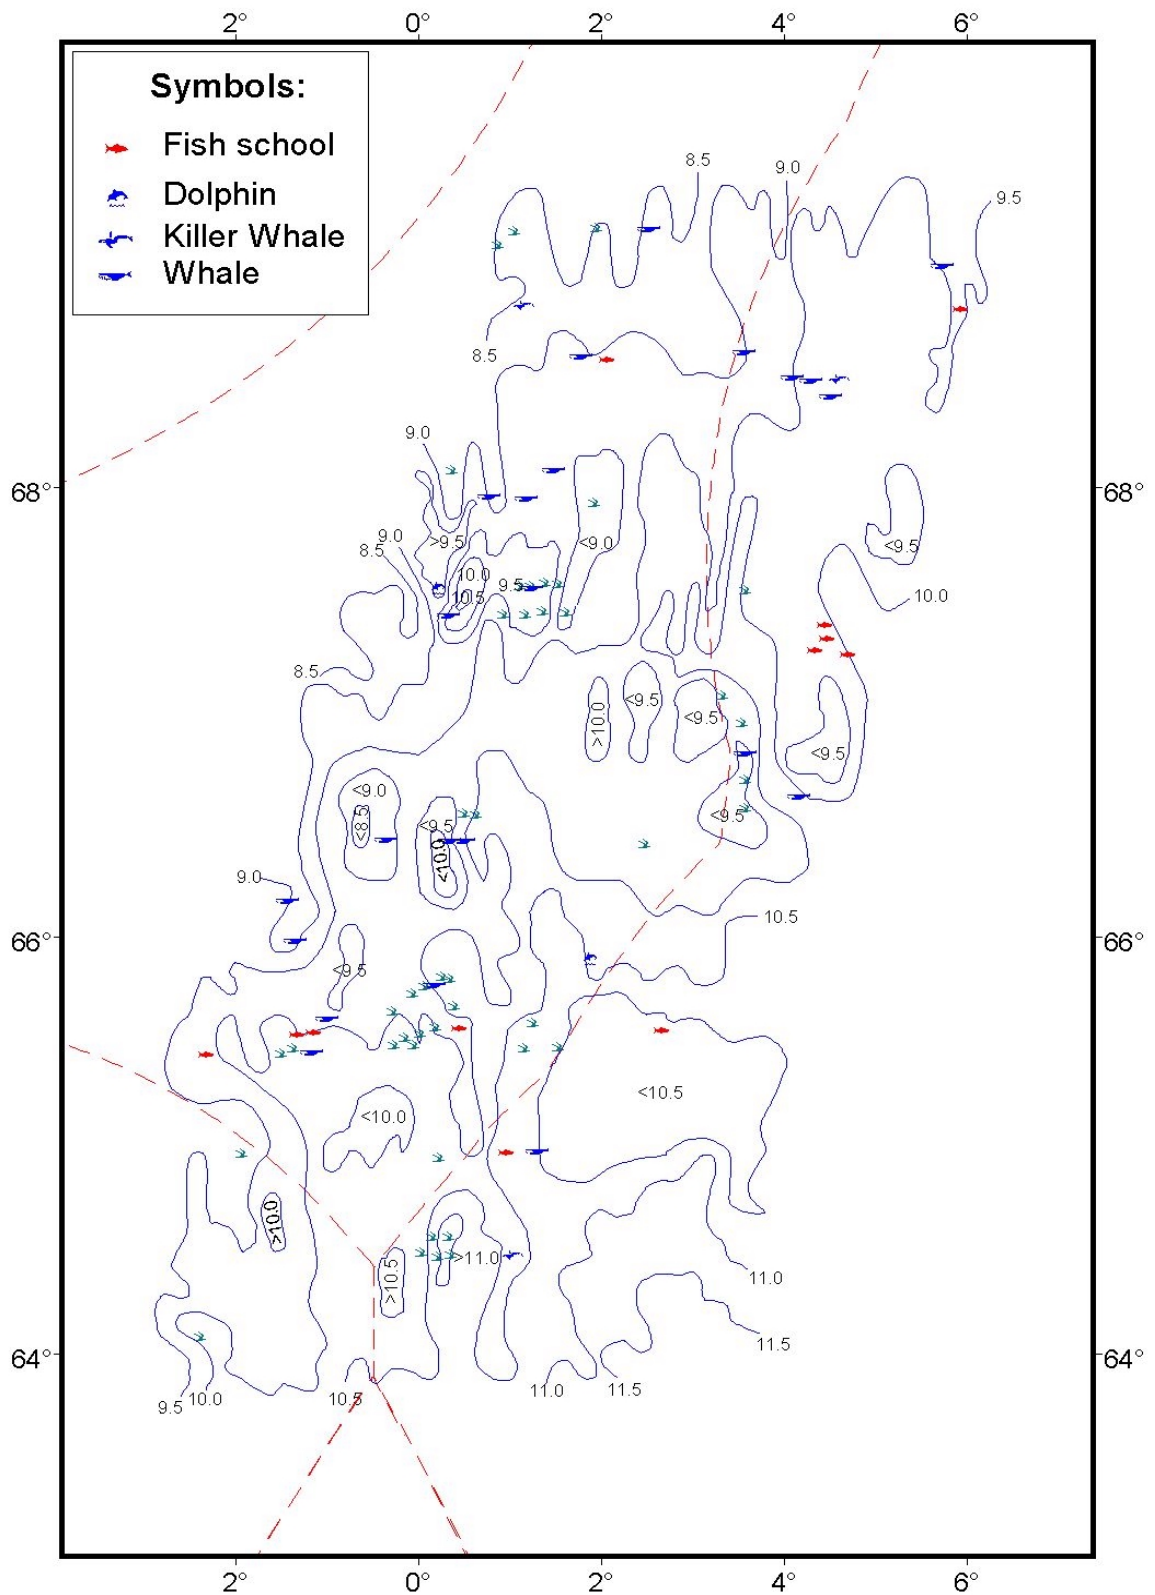 2° 0° 2° 4° 6°
Symbols:
Fish school
Dolphin
Killer Whale
Whale
8.5 9.0 9.5
8.5
9.0
68° 68°
9.0 >9.5 <9.0 <9.5
8.5
10.0 9.5 10.0
10.5
8.5
>10.0 <9.5 <9.5 <9.5
<9.0
<8.5 <9.5 <9.5
<10.0
9.0
10.5
66° 66°
<9.5
<10.5
<10.0
>10.0
>10.5 >11.0 11.0
11.5
64° 64°
9.5 10.0 10.5 11.0 11.5
2° 0° 2° 4° 6°